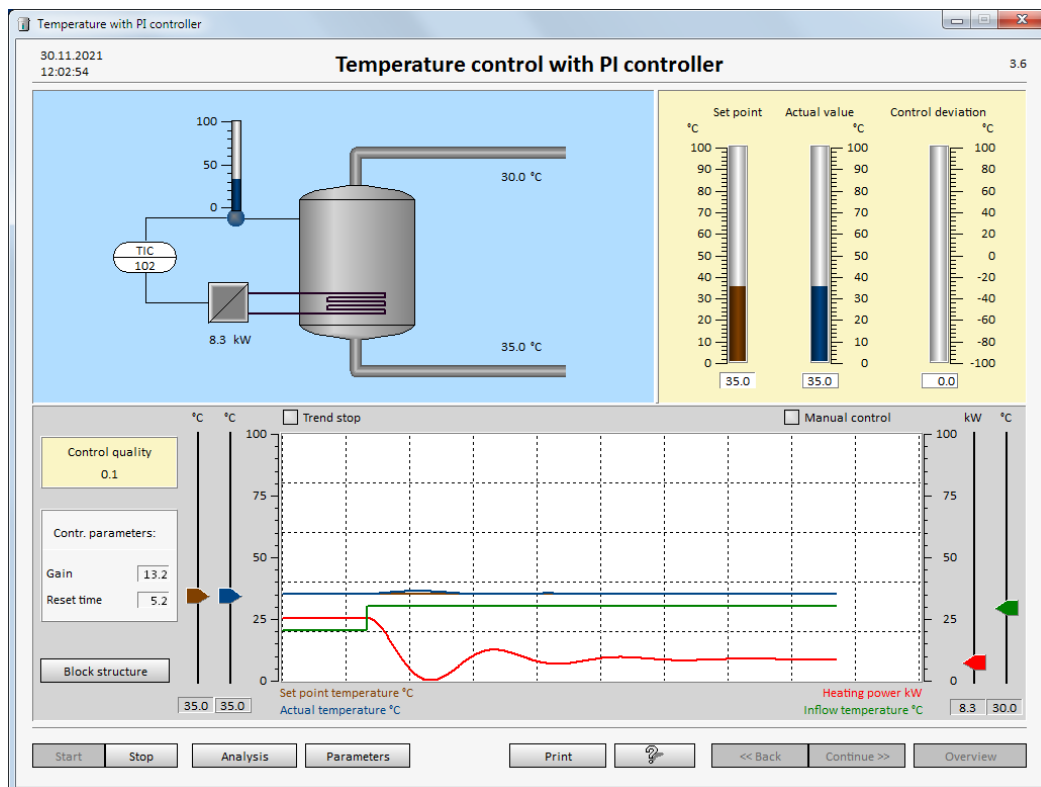 Temperature with PI controller
30.11.2021
12:02:54
Temperature control with PI controller
3.6
100
50
0
TIC
102
8.3 kW
30.0 °C
35.0 °C
Set point Actual value Control deviation
°C °C °C
100 100 100
90 90 80
80 80 60
70 70 40
60 60 20
50 50 0
40 40 -20
30 30 -40
20 20 -60
10 10 -80
0 0 -100
35.0 35.0 0.0
°C °C Trend stop Manual control kW °C
Control quality
0.1
Contr. parameters:
Gain 13.2
Reset time 5.2
Block structure
35.0 35.0
100 100
75 75
50 50
25 25
0 0
Set point temperature °C Heating power kW
Actual temperature °C Inflow temperature °C
8.3 30.0
Start Stop Analysis Parameters Print << Back Continue >> Overview